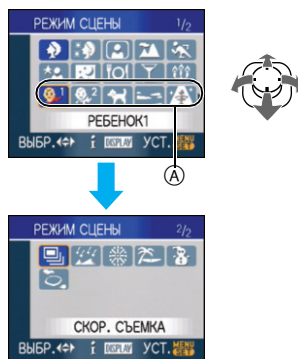 РЕЖИМ СЦЕНЫ 1/2
1 2
РЕБЕНОК1
ВЫБР. i DISPLAY УСТ. MENU SET
A
РЕЖИМ СЦЕНЫ 2/2
СКОР. СЪЕМКА
ВЫБР. i DISPLAY УСТ. MENU SET